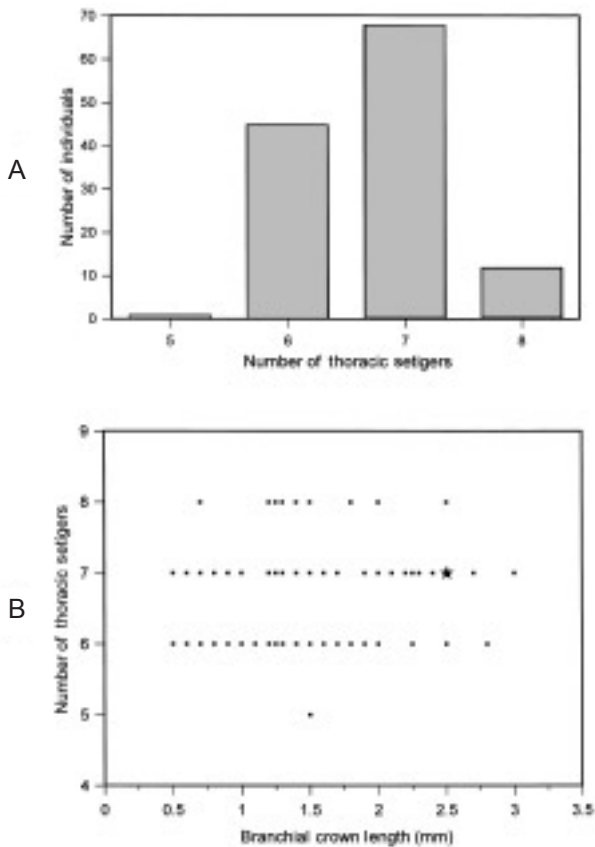 A
Number of individuals
70
60
50
40
30
20
10
0
5 6 7 8
Number of thoracic setigers
B
Number of thoracic setigers
9
8
7
6
5
4
0 0.5 1 1.5 2 2.5 3 3.5
Branchial crown length (mm)